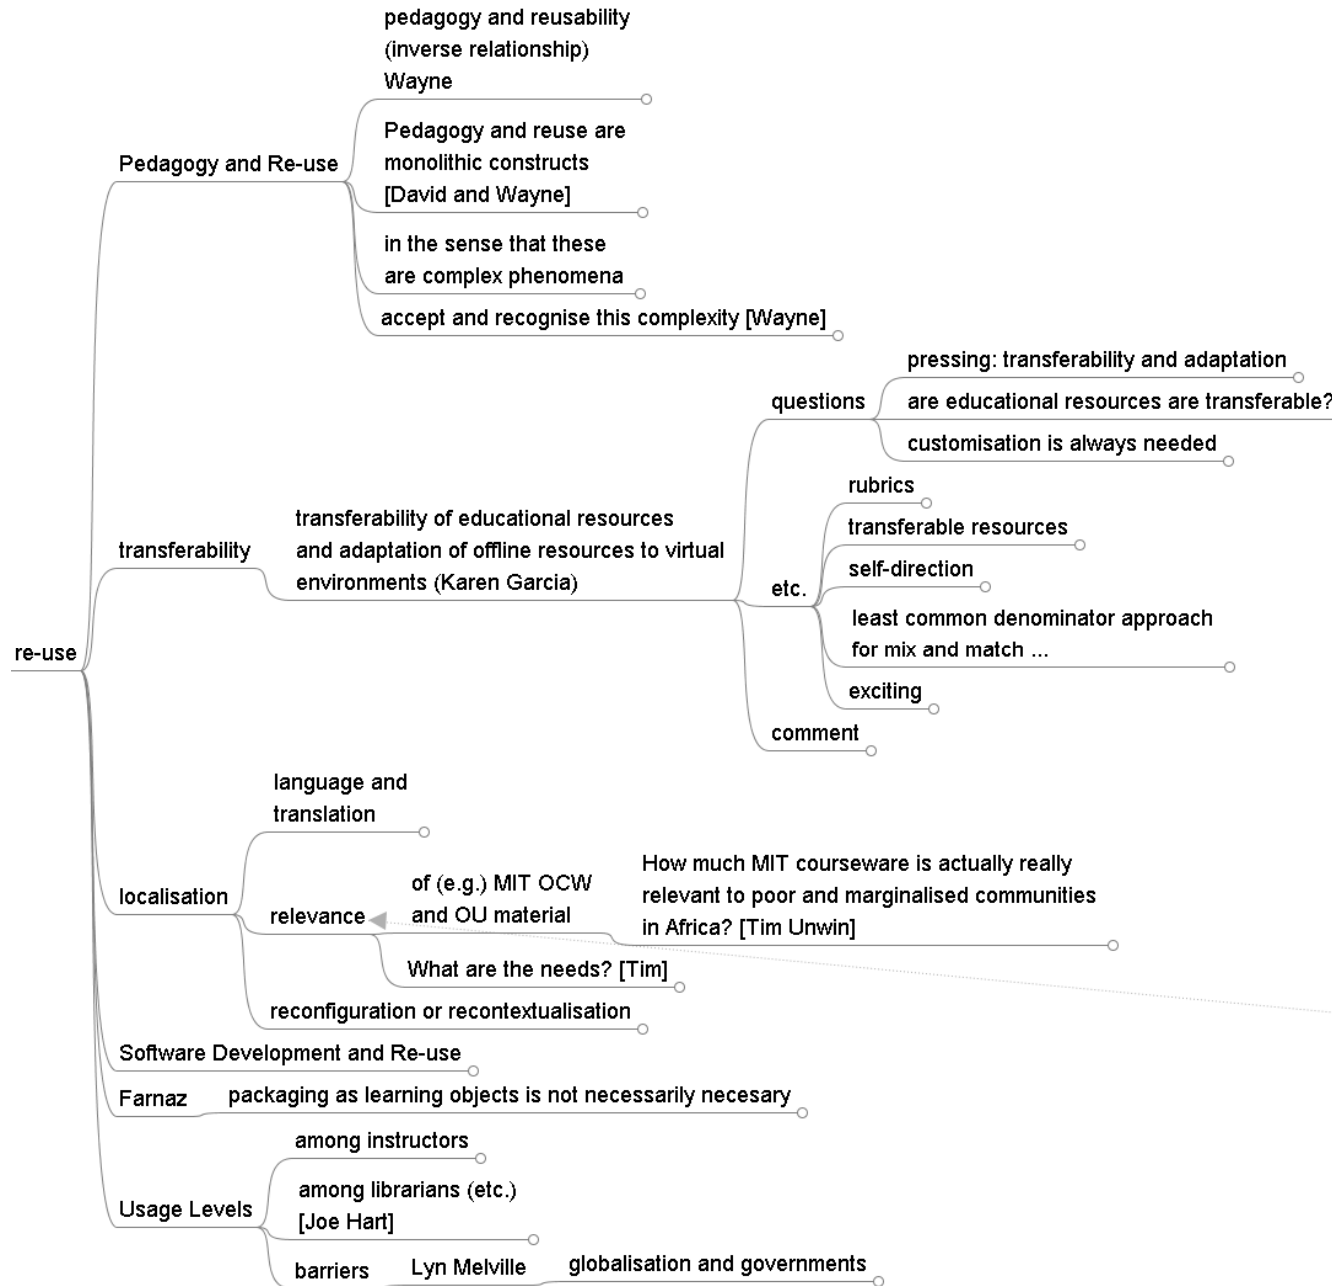 pedagogy and reusability
(inverse relationship)
Wayne
Pedagogy and reuse are
monolithic constructs
[David and Wayne]
Pedagogy and Re-use
in the sense that these
are complex phenomena
accept and recognise this complexity [Wayne]
pressing: transferability and adaptation
questions
are educational resources are transferable?
customisation is always needed
rubrics
transferable resources
transferability
transferability of educational resources
and adaptation of offline resources to virtual
environments (Karen Garcia)
etc.
self-direction
least common denominator approach
for mix and match ...
exciting
comment
re-use
language and
translation
localisation
relevance
of (e.g.) MIT OCW
and OU material
How much MIT courseware is actually really
relevant to poor and marginalised communities
in Africa? [Tim Unwin]
What are the needs? [Tim]
reconfiguration or recontextualisation
Software Development and Re-use
Farnaz
packaging as learning objects is not necessarily necesary
among instructors
Usage Levels
among librarians (etc.)
[Joe Hart]
barriers
Lyn Melville
globalisation and governments